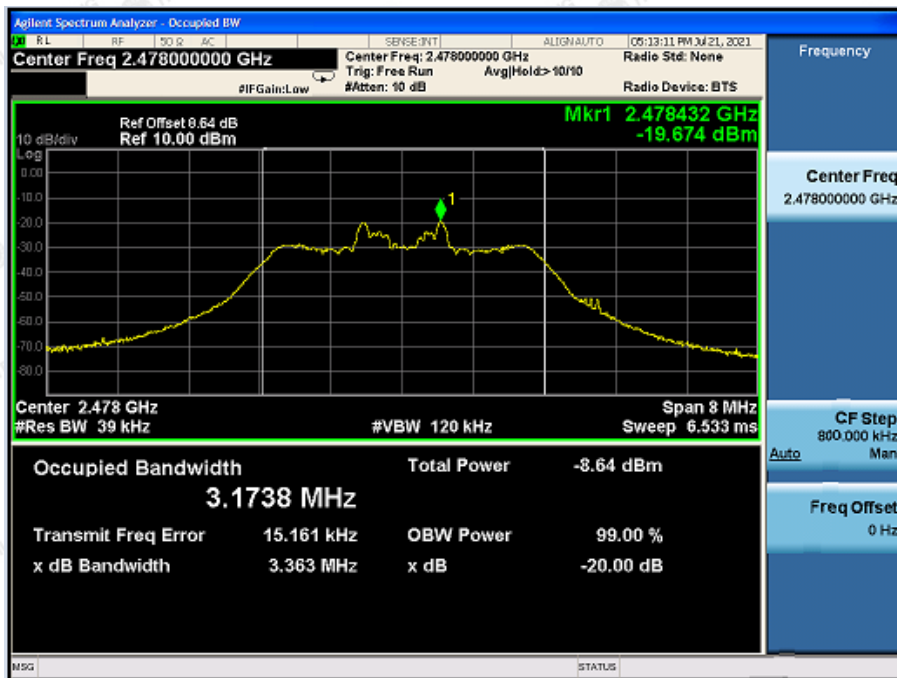 Agilent Spectrum Analyzer - Occupied BW
RL RF 50 Ω AC SENSE:INT ALIGNAUTO 05:13:11 PM Jul 21, 2021
Center Freq 2.478000000 GHz
Center Freq: 2.478000000 GHz
Radio Std: None
Trig: Free Run Avg|Hold:> 10/10
#IFGain:Low #Atten: 10 dB Radio Device: BTS
Mkr1 2.478432 GHz
-19.674 dBm
Ref Offset 8.64 dB
10 dB/div Ref 10.00 dBm
Log
0.00
-10.0
1
-20.0
-30.0
-40.0
-50.0
-60.0
-70.0
-80.0
Center 2.478 GHz Span 8 MHz
#Res BW 39 kHz #VBW 120 kHz Sweep 6.533 ms
Occupied Bandwidth Total Power -8.64 dBm
3.1738 MHz
Transmit Freq Error 15.161 kHz OBW Power 99.00 %
x dB Bandwidth 3.363 MHz x dB -20.00 dB
MSG STATUS
Frequency
Center Freq
2.478000000 GHz
CF Step
800.000 kHz
Auto Man
Freq Offset
0 Hz